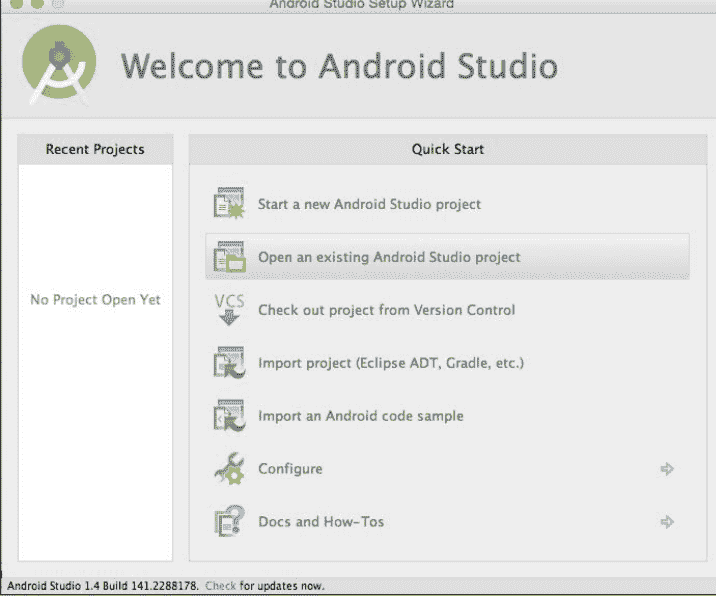 Android Studio Setup Wizard
Welcome to Android Studio
Recent Projects
No Project Open Yet
Quick Start
Start a new Android Studio project
Open an existing Android Studio project
VCS
Check out project from Version Control
Import project (Eclipse ADT, Gradle, etc.)
Import an Android code sample
Configure
Docs and How-Tos
Android Studio 1.4 Build 141.2288178. Check for updates now.